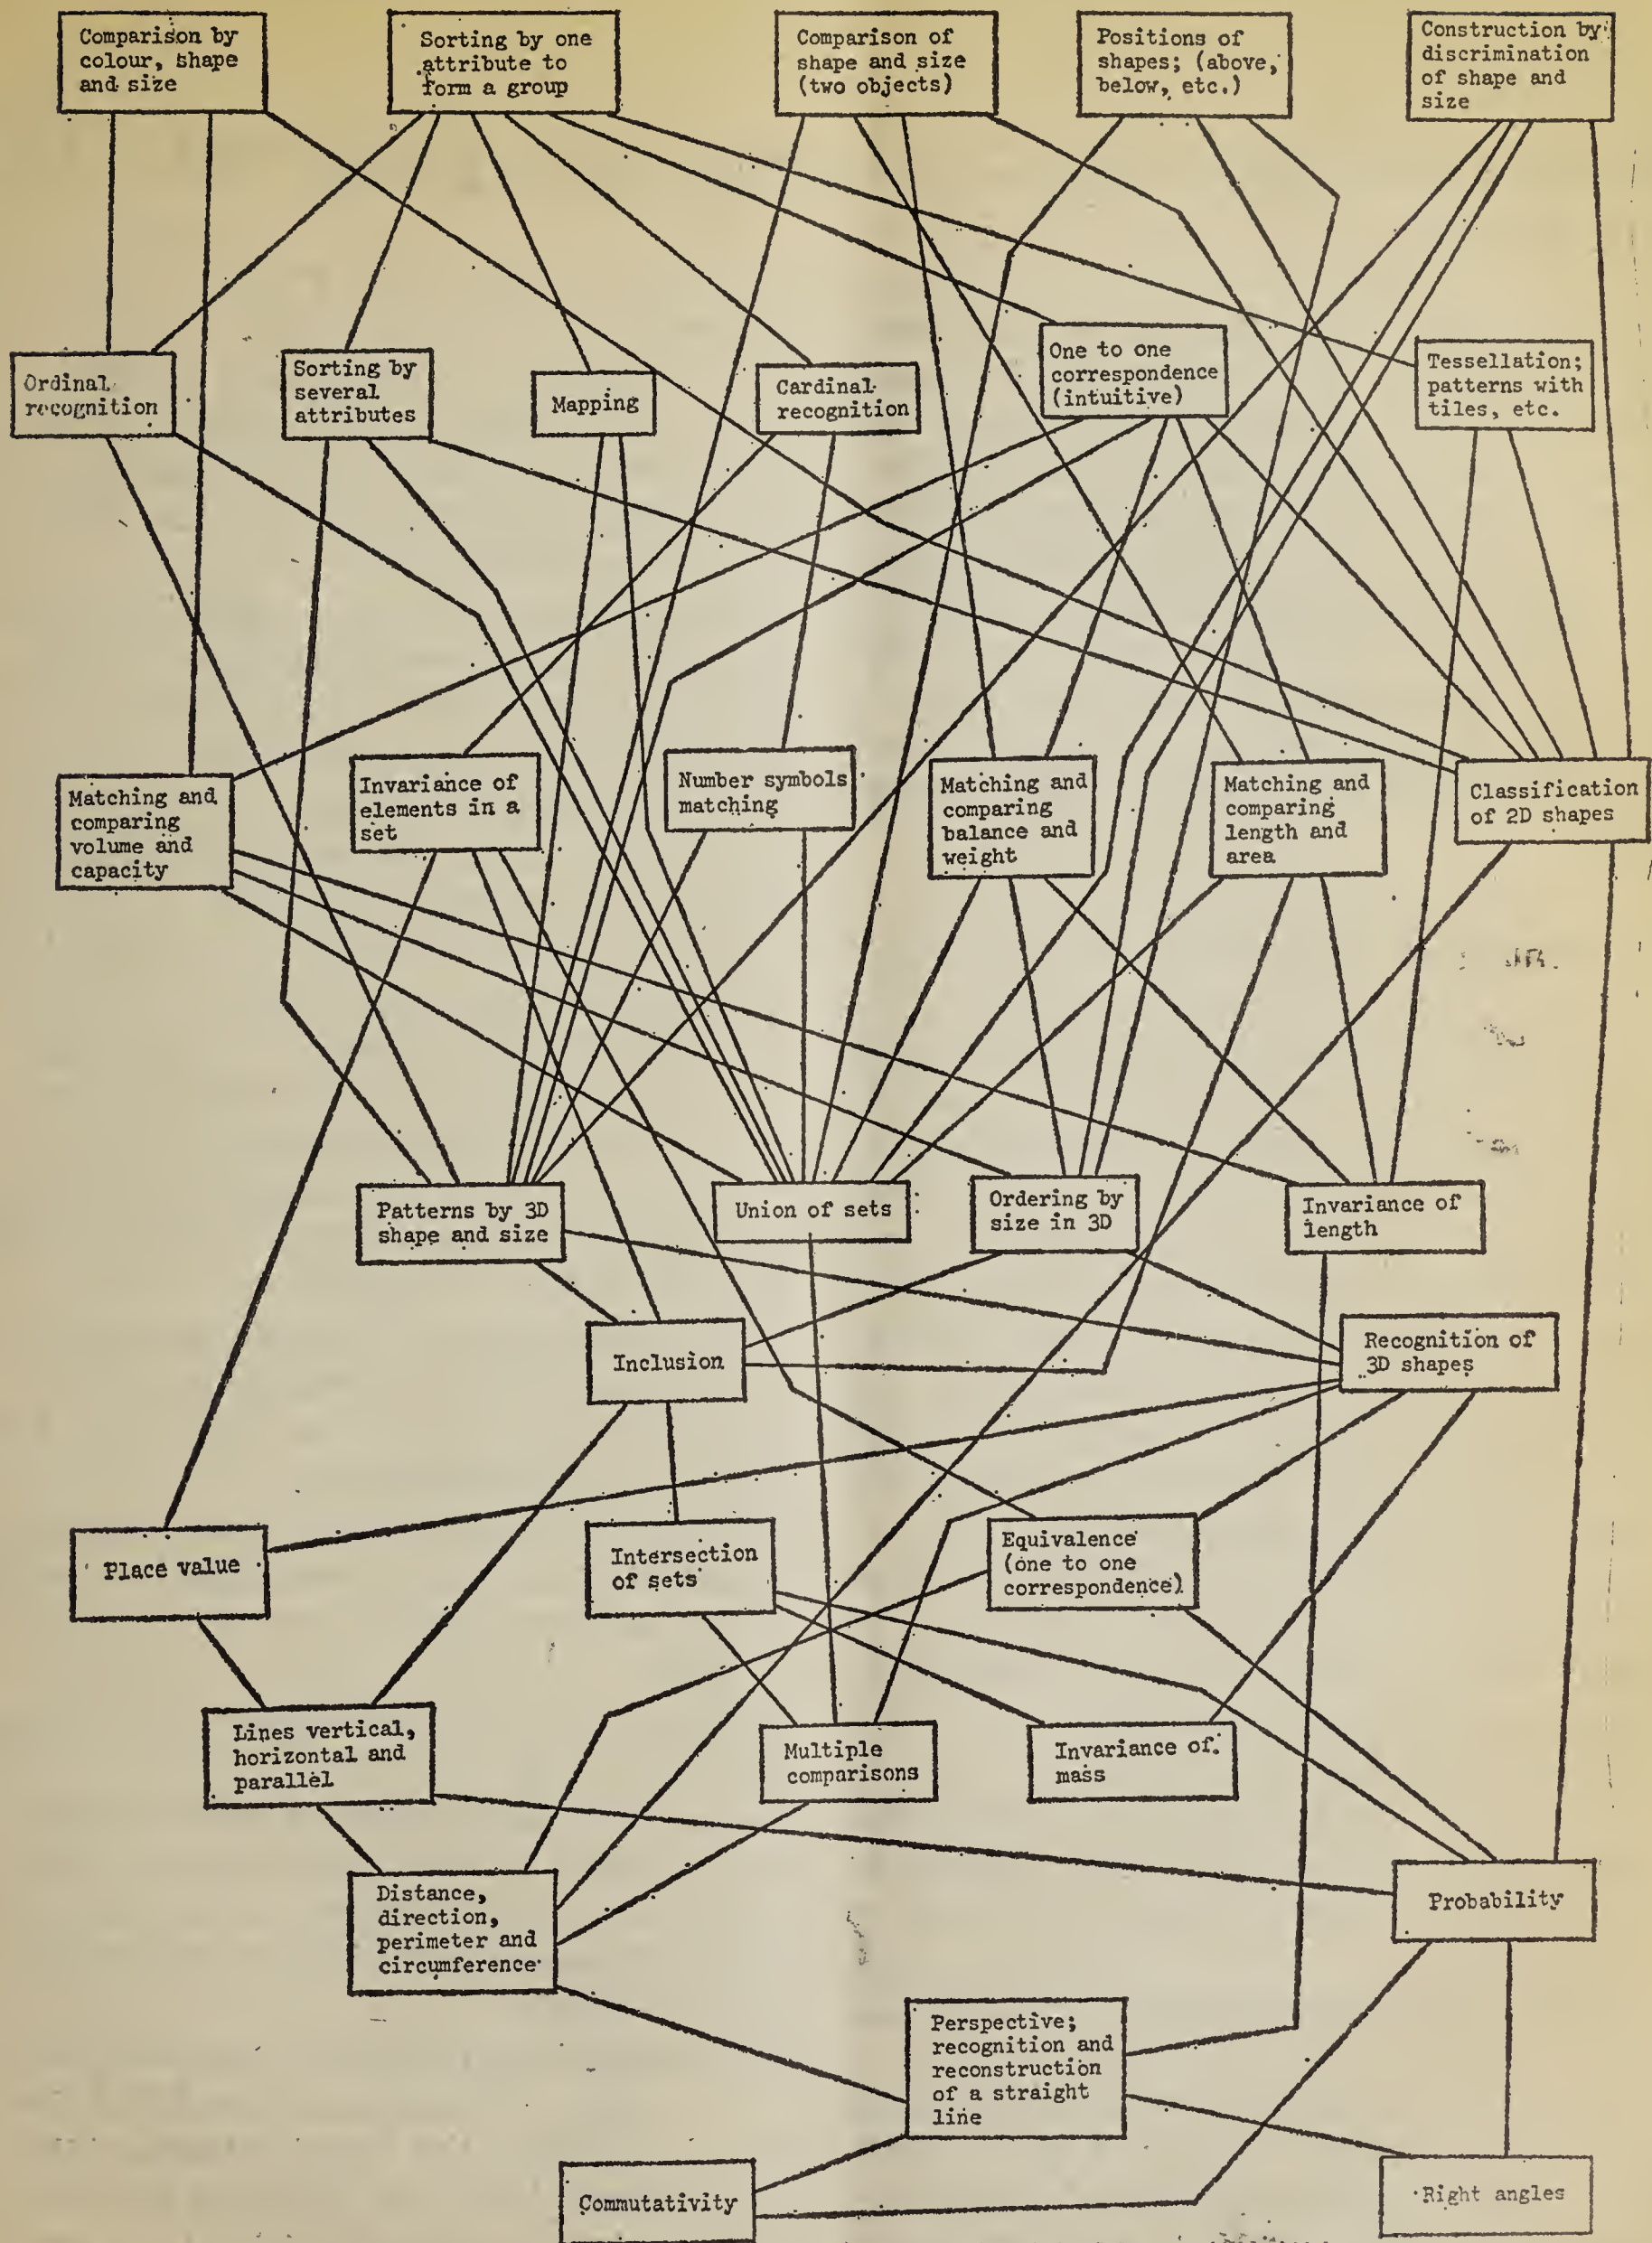 Comparison by
colour, shape
and size
Sorting by one
attribute to
form a group
Comparison of
shape and size
(two objects)
Positions of
shapes; (above,
below, etc.)
Construction by
discrimination
of shape and
size
Ordinal
recognition
Sorting by
several
attributes
Mapping
Cardinal
recognition
One to one
correspondence
(intuitive)
Tessellation;
patterns with
tiles, etc.
Matching and
comparing
volume and
capacity
Invariance of
elements in a
set
Number symbols
matching
Matching and
comparing
balance and
weight
Matching and
comparing
length and
area
Classification
of 2D shapes
Patterns by 3D
shape and size
Union of sets
Ordering by
size in 3D
Invariance of
length
Inclusion
Recognition of
3D shapes
Place value
Intersection
of sets
Equivalence
(one to one
correspondence)
Lines vertical,
horizontal and
parallel
Multiple
comparisons
Invariance of
mass
Distance,
direction,
perimeter and
circumference
Probability
Perspective;
recognition and
reconstruction
of a straight
line
Commutativity
Right angles